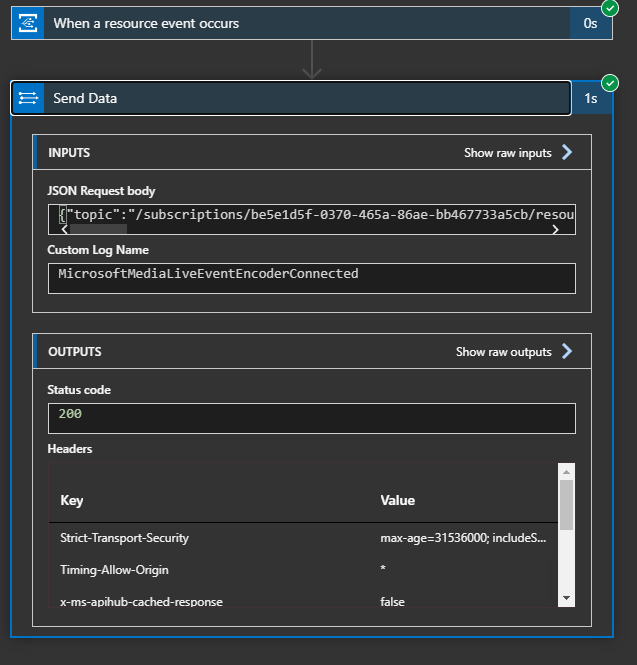 When a resource event occurs
0s
Send Data
1s
INPUTS
Show raw inputs
JSON Request body
{"topic":"/subscriptions/be5e1d5f-0370-465a-86ae-bb467733a5cb/resou
Custom Log Name
MicrosoftMediaLiveEventEncoderConnected
OUTPUTS
Show raw outputs
Status code
200
Headers
Key Value
Strict-Transport-Security max-age=31536000; includeS...
Timing-Allow-Origin *
x-ms-apihub-cached-response false